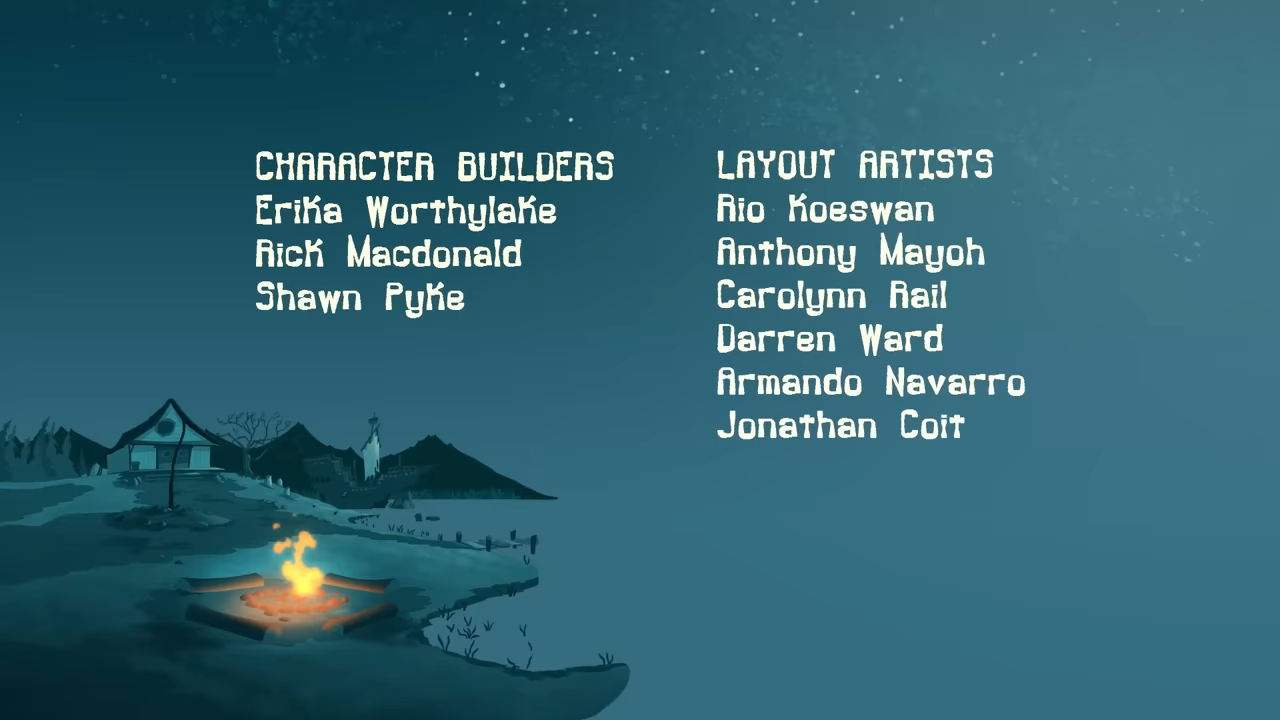 CHARACTER BUILDERS
Erika Worthylake
Rick Macdonald
Shawn Pyke
LAYOUT ARTISTS
Rio Koeswan
Anthony Mayoh
Carolynn Rail
Darren Ward
Armando Navarro
Jonathan Coit